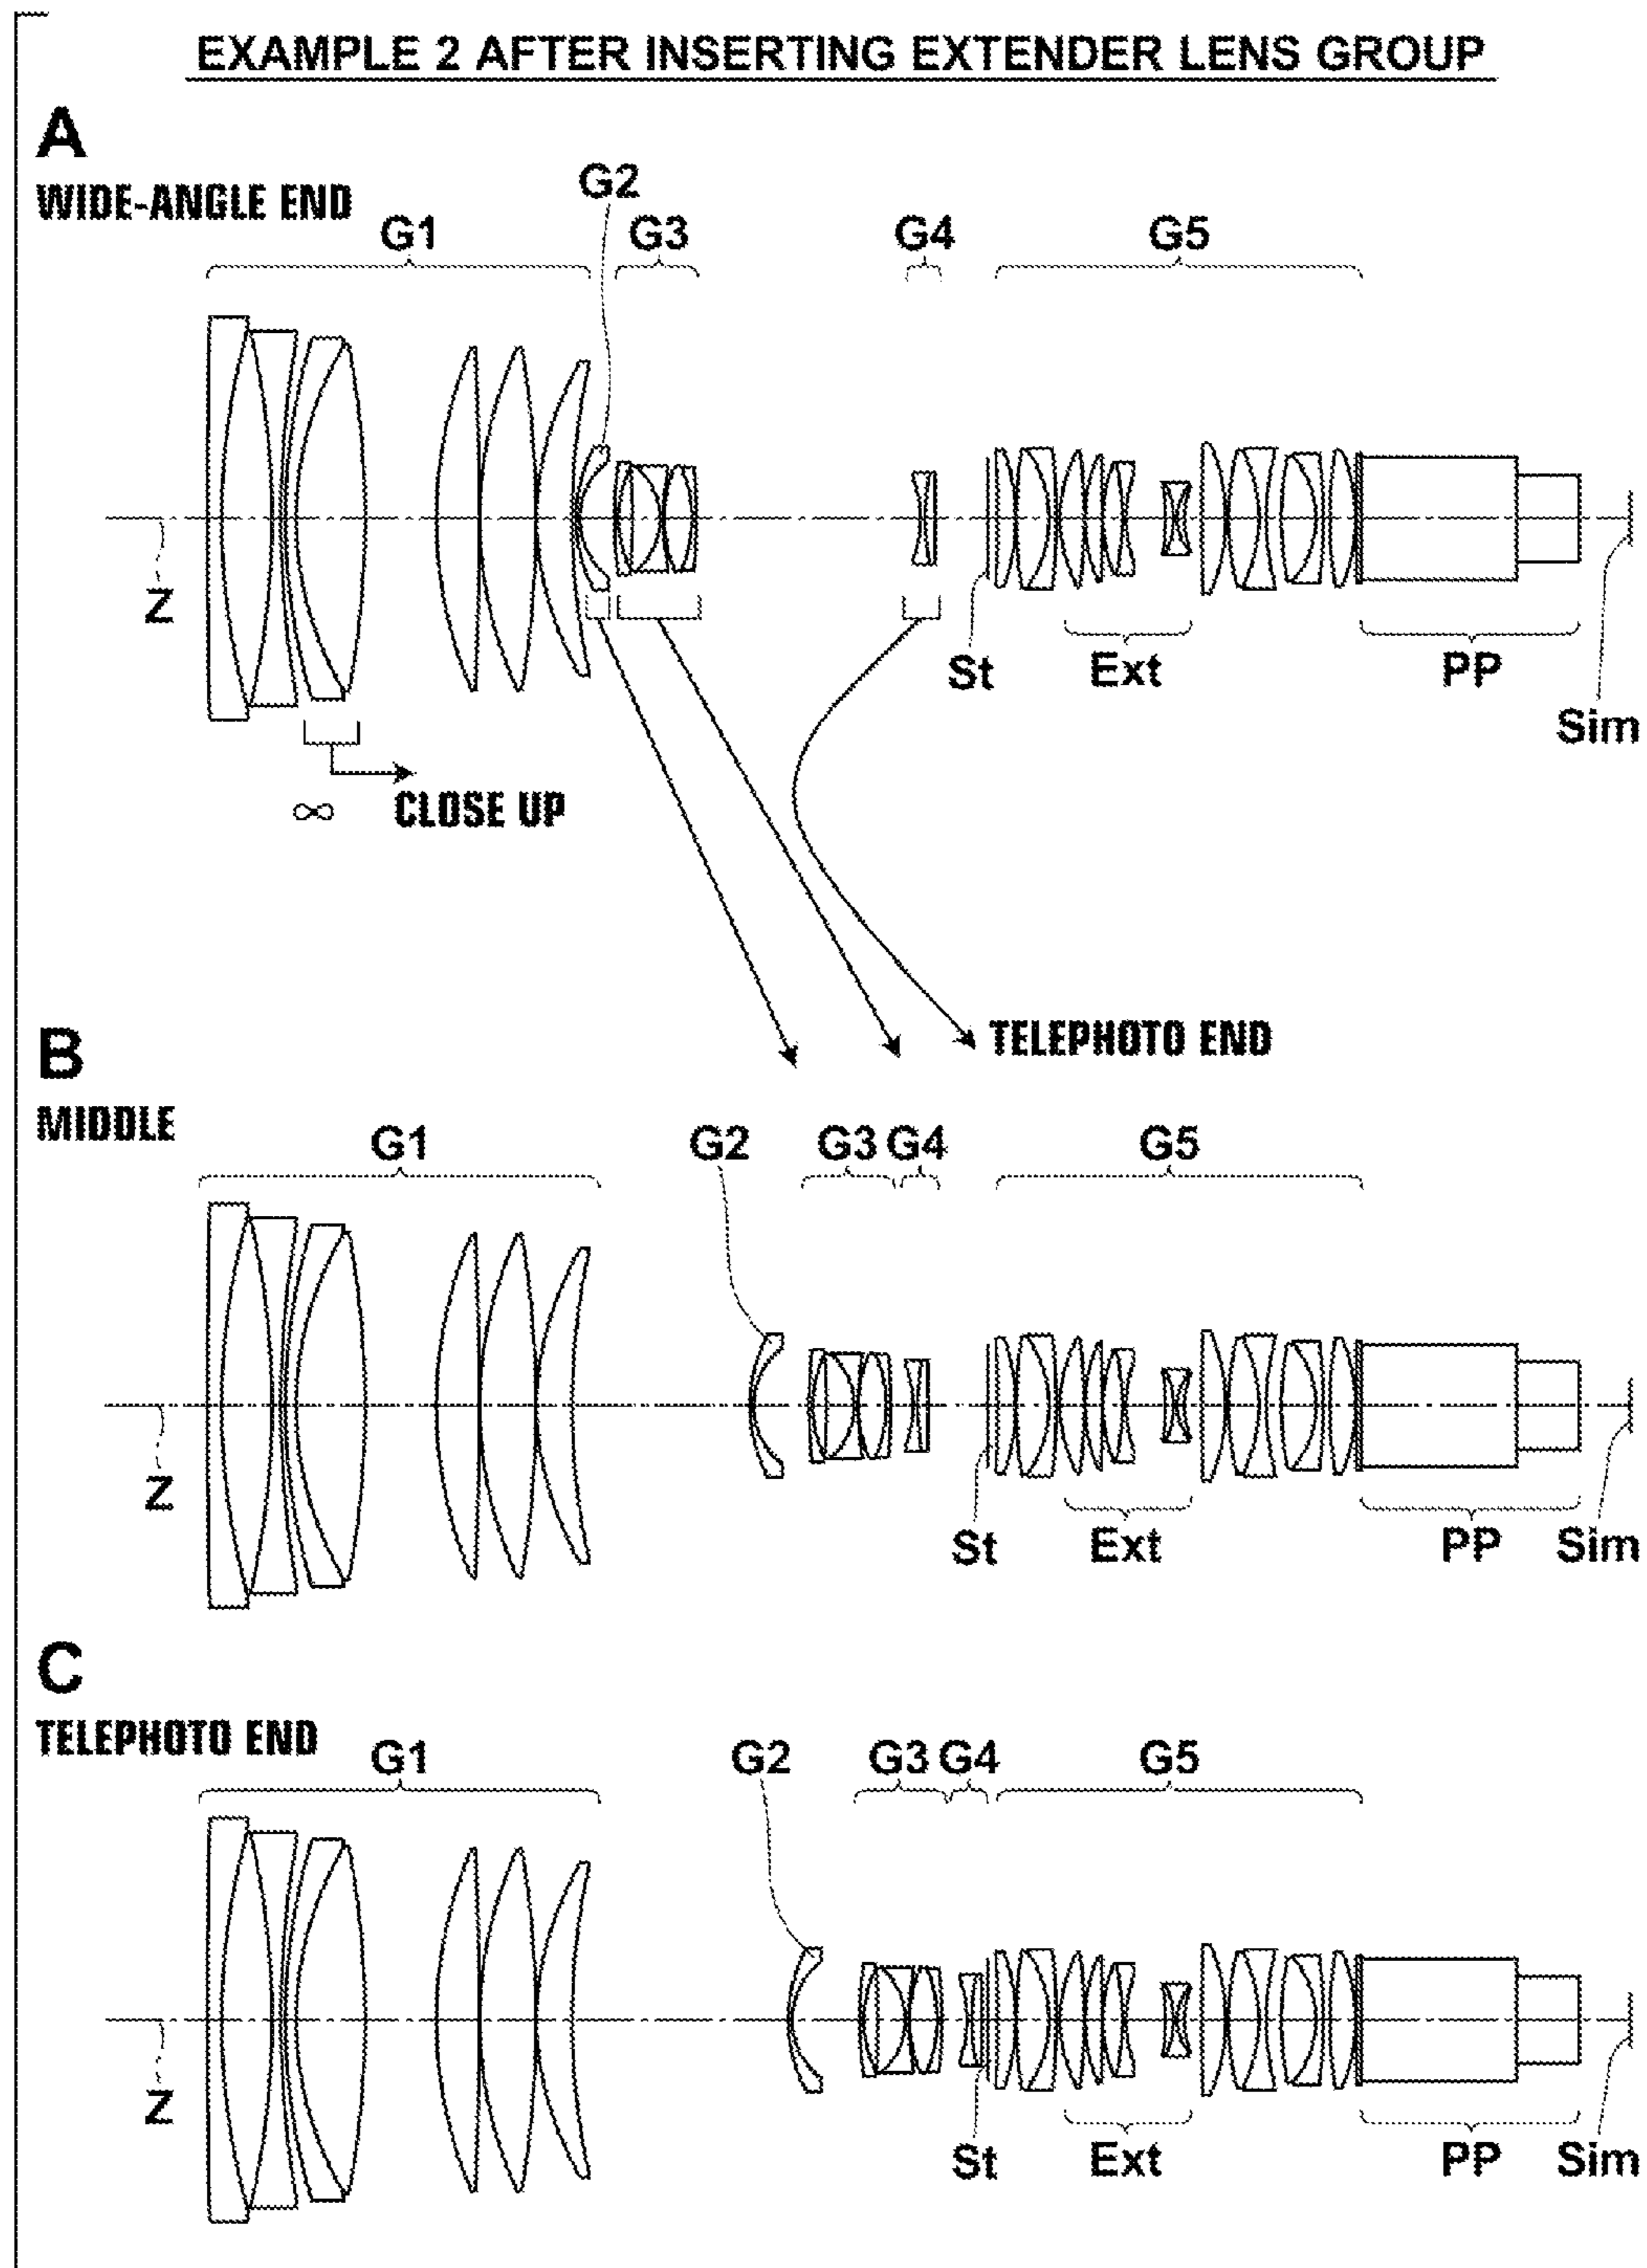 EXAMPLE 2 AFTER INSERTING EXTENDER LENS GROUP
A
WIDE-ANGLE END
G1
G2
G3
G4
G5
Z
St
Ext
PP
Sim
∞
CLOSE UP
TELEPHOTO END
B
MIDDLE
G1
G2
G3
G4
G5
Z
St
Ext
PP
Sim
C
TELEPHOTO END
G1
G2
G3
G4
G5
Z
St
Ext
PP
Sim